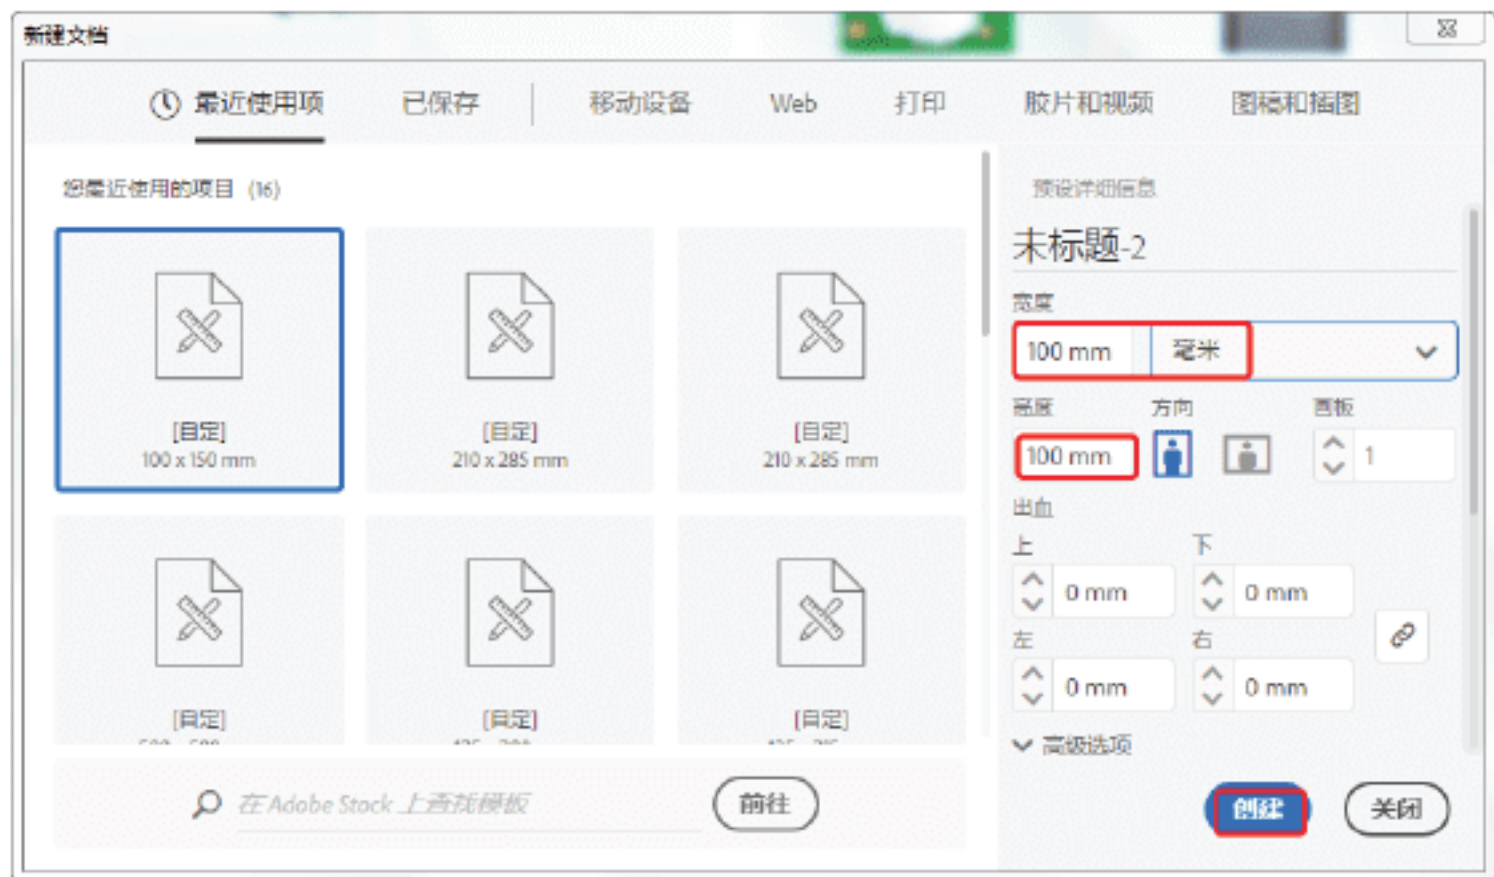 新建文档
最近使用项 已保存 移动设备 Web 打印 胶片和视频 图稿和插图
您最近使用的项目 (16)
[自定]
100 x 150 mm
[自定]
210 x 285 mm
[自定]
210 x 285 mm
[自定]
[自定]
[自定]
在 Adobe Stock 上查找模板
前往
预设详细信息
未标题-2
宽度
100 mm 毫米
高度 方向 画板
100 mm 1
出血
上 下
0 mm 0 mm
左 右
0 mm 0 mm
高级选项
创建 关闭